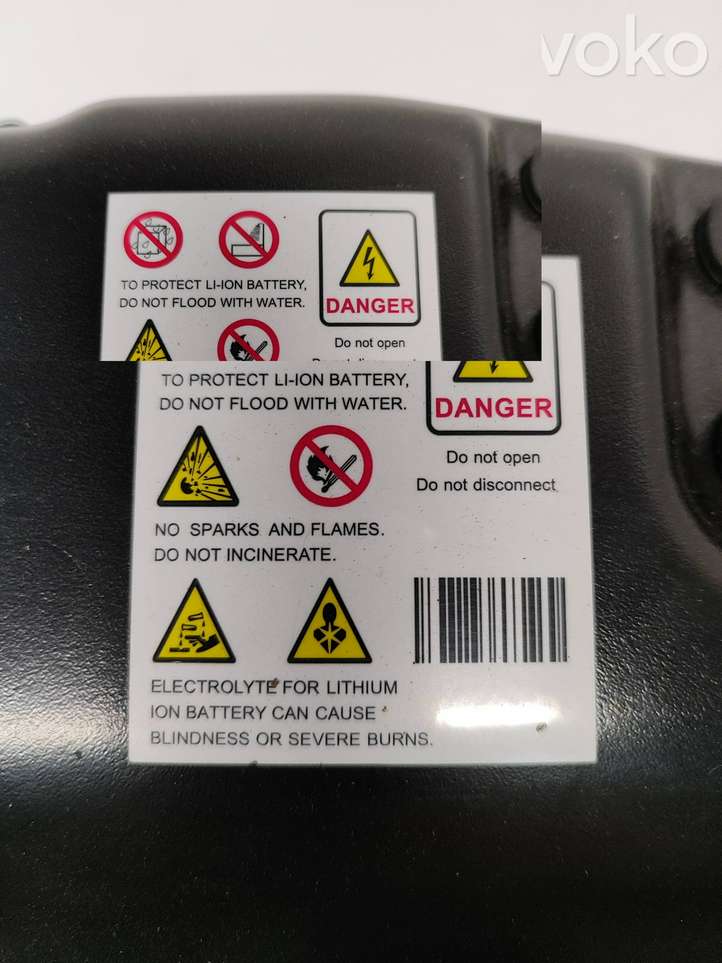 voko
TO PROTECT LI-ION BATTERY,
DO NOT FLOOD WITH WATER.
DANGER
Do not open
TO PROTECT LI-ION BATTERY,
DO NOT FLOOD WITH WATER.
DANGER
Do not open
Do not disconnect
NO SPARKS AND FLAMES.
DO NOT INCINERATE.
ELECTROLYTE FOR LITHIUM
ION BATTERY CAN CAUSE
BLINDNESS OR SEVERE BURNS.